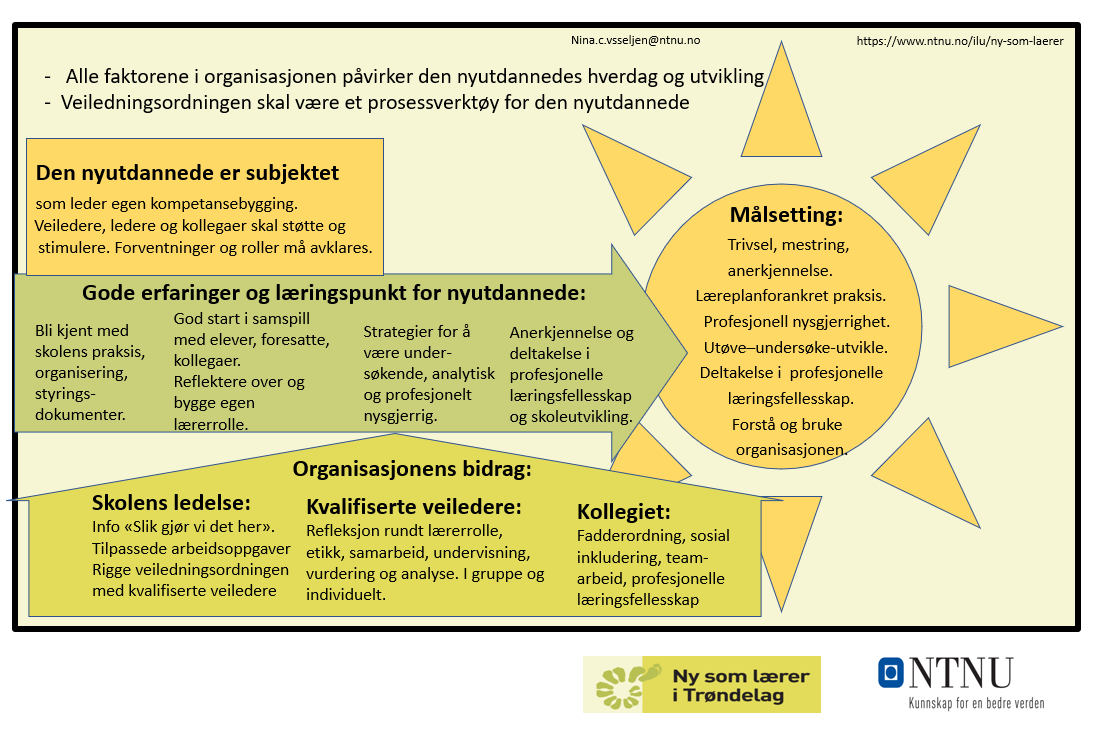 Nina.c.vsseljen@ntnu.no
https://www.ntnu.no/ilu/ny-som-laerer
- Alle faktorene i organisasjonen påvirker den nyutdannedes hverdag og utvikling
- Veiledningsordningen skal være et prosessverktøy for den nyutdannede
Den nyutdannede er subjektet
som leder egen kompetansebygging.
Veiledere, ledere og kollegaer skal støtte og
stimulere. Forventninger og roller må avklares.
Gode erfaringer og læringspunkt for nyutdannede:
Bli kjent med
skolens praksis,
organisering,
styrings-
dokumenter.
God start i samspill
med elever, foresatte,
kollegaer.
Reflektere over og
bygge egen
lærerrolle.
Strategier for å
være under-
søkende, analytisk
og profesjonelt
nysgjerrig.
Anerkjennelse og
deltakelse i
profesjonelle
læringsfellesskap
og skoleutvikling.
Målsetting:
Trivsel, mestring,
anerkjennelse.
Læreplanforankret praksis.
Profesjonell nysgjerrighet.
Utøve–undersøke-utvikle.
Deltakelse i profesjonelle
læringsfellesskap.
Forstå og bruke
organisasjonen.
Organisasjonens bidrag:
Skolens ledelse:
Info «Slik gjør vi det her».
Tilpassede arbeidsoppgaver
Rigge veiledningsordningen
med kvalifiserte veiledere
Kvalifiserte veiledere:
Refleksjon rundt lærerrolle,
etikk, samarbeid, undervisning,
vurdering og analyse. I gruppe og
individuelt.
Kollegiet:
Fadderordning, sosial
inkludering, team-
arbeid, profesjonelle
læringsfellesskap
Ny som lærer
i Trøndelag
NTNU
Kunnskap for en bedre verden